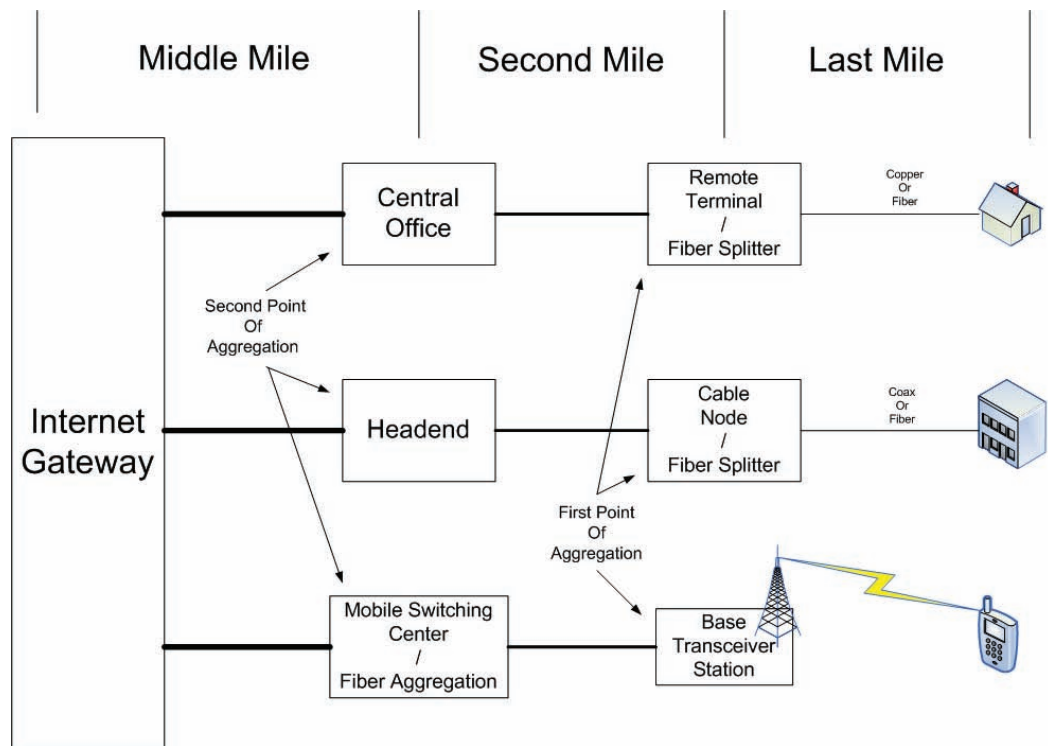 Middle Mile
Second Mile
Last Mile
Internet
Gateway
Central
Office
Remote
Terminal
/
Fiber Splitter
Copper
Or
Fiber
Second Point
Of
Aggregation
Headend
Cable
Node
/
Fiber Splitter
Coax
Or
Fiber
First Point
Of
Aggregation
Mobile Switching
Center
/
Fiber Aggregation
Base
Transceiver
Station